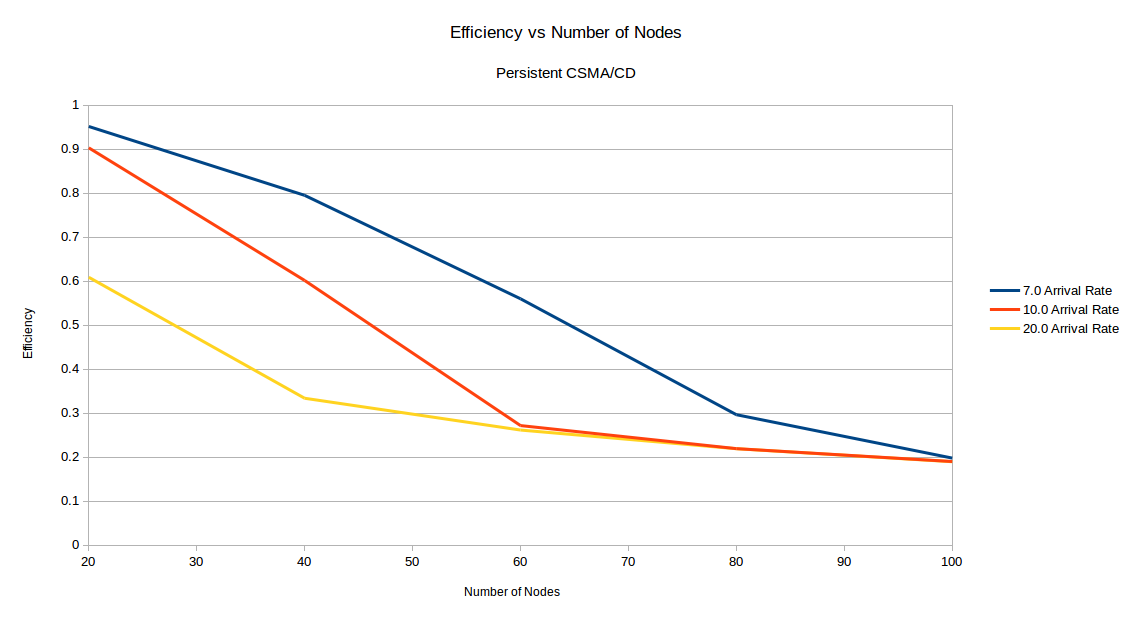 Efficiency vs Number of Nodes
Persistent CSMA/CD
1
0.9
0.8
0.7
0.6
0.5
0.4
0.3
0.2
0.1
0
Efficiency
20 30 40 50 60 70 80 90 100
Number of Nodes
7.0 Arrival Rate
10.0 Arrival Rate
20.0 Arrival Rate